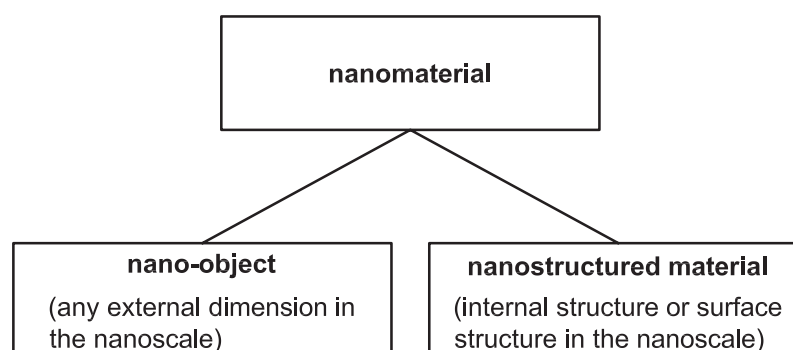 nanomaterial
nano-object
(any external dimension in
the nanoscale)
nanostructured material
(internal structure or surface
structure in the nanoscale)